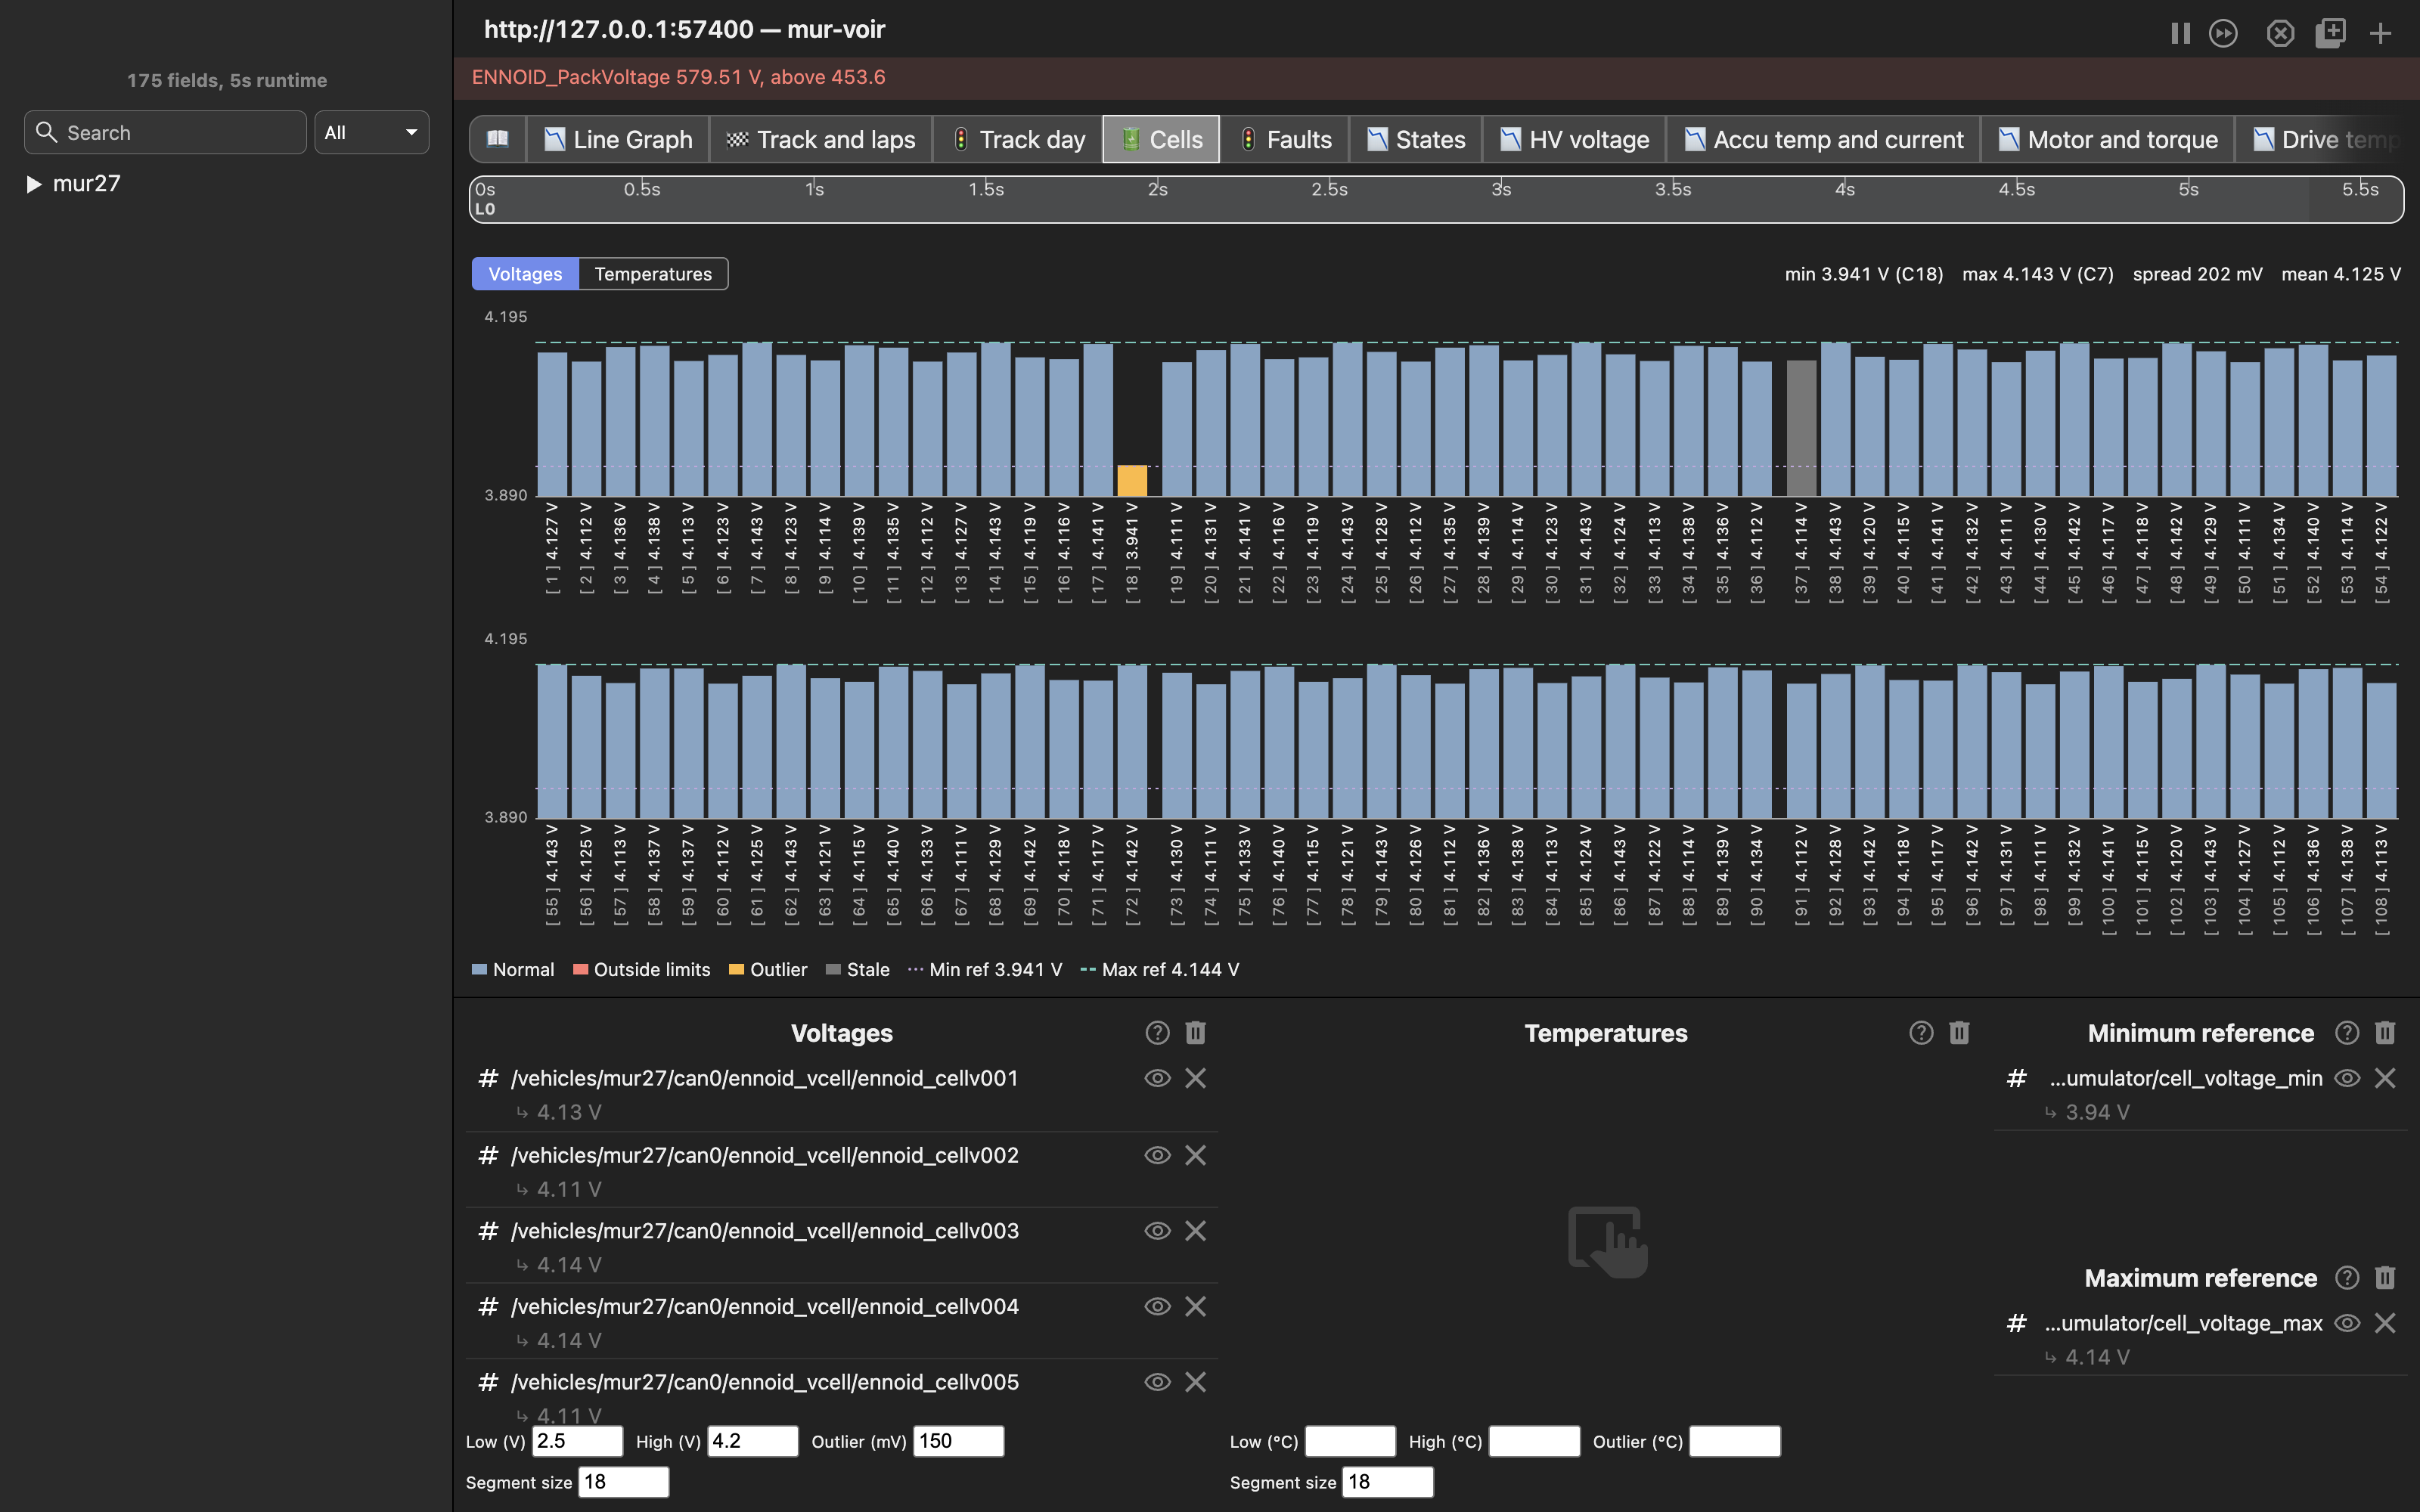 http://127.0.0.1:57400 — mur-voir
175 fields, 5s runtime
ENNOID_PackVoltage 579.51 V, above 453.6
Search
All
mur27
Line Graph
Track and laps
Track day
Cells
Faults
States
HV voltage
Accu temp and current
Motor and torque
Drive temp
0s 0.5s 1s 1.5s 2s 2.5s 3s 3.5s 4s 4.5s 5s 5.5s
L0
Voltages Temperatures
min 3.941 V (C18) max 4.143 V (C7) spread 202 mV mean 4.125 V
4.195
3.890
[ 1 ] 4.127 V
[ 2 ] 4.112 V
[ 3 ] 4.136 V
[ 4 ] 4.138 V
[ 5 ] 4.113 V
[ 6 ] 4.123 V
[ 7 ] 4.143 V
[ 8 ] 4.123 V
[ 9 ] 4.114 V
[ 10 ] 4.139 V
[ 11 ] 4.135 V
[ 12 ] 4.112 V
[ 13 ] 4.127 V
[ 14 ] 4.143 V
[ 15 ] 4.119 V
[ 16 ] 4.116 V
[ 17 ] 4.141 V
[ 18 ] 3.941 V
[ 19 ] 4.111 V
[ 20 ] 4.131 V
[ 21 ] 4.141 V
[ 22 ] 4.116 V
[ 23 ] 4.119 V
[ 24 ] 4.143 V
[ 25 ] 4.128 V
[ 26 ] 4.112 V
[ 27 ] 4.135 V
[ 28 ] 4.139 V
[ 29 ] 4.114 V
[ 30 ] 4.123 V
[ 31 ] 4.143 V
[ 32 ] 4.124 V
[ 33 ] 4.113 V
[ 34 ] 4.138 V
[ 35 ] 4.136 V
[ 36 ] 4.112 V
[ 37 ] 4.114 V
[ 38 ] 4.143 V
[ 39 ] 4.120 V
[ 40 ] 4.115 V
[ 41 ] 4.141 V
[ 42 ] 4.132 V
[ 43 ] 4.111 V
[ 44 ] 4.130 V
[ 45 ] 4.142 V
[ 46 ] 4.117 V
[ 47 ] 4.118 V
[ 48 ] 4.142 V
[ 49 ] 4.129 V
[ 50 ] 4.111 V
[ 51 ] 4.134 V
[ 52 ] 4.140 V
[ 53 ] 4.114 V
[ 54 ] 4.122 V
4.195
3.890
[ 55 ] 4.143 V
[ 56 ] 4.125 V
[ 57 ] 4.113 V
[ 58 ] 4.137 V
[ 59 ] 4.137 V
[ 60 ] 4.112 V
[ 61 ] 4.125 V
[ 62 ] 4.143 V
[ 63 ] 4.121 V
[ 64 ] 4.115 V
[ 65 ] 4.140 V
[ 66 ] 4.133 V
[ 67 ] 4.111 V
[ 68 ] 4.129 V
[ 69 ] 4.142 V
[ 70 ] 4.118 V
[ 71 ] 4.117 V
[ 72 ] 4.142 V
[ 73 ] 4.130 V
[ 74 ] 4.111 V
[ 75 ] 4.133 V
[ 76 ] 4.140 V
[ 77 ] 4.115 V
[ 78 ] 4.121 V
[ 79 ] 4.143 V
[ 80 ] 4.126 V
[ 81 ] 4.112 V
[ 82 ] 4.136 V
[ 83 ] 4.138 V
[ 84 ] 4.113 V
[ 85 ] 4.124 V
[ 86 ] 4.143 V
[ 87 ] 4.122 V
[ 88 ] 4.114 V
[ 89 ] 4.139 V
[ 90 ] 4.134 V
[ 91 ] 4.112 V
[ 92 ] 4.128 V
[ 93 ] 4.142 V
[ 94 ] 4.118 V
[ 95 ] 4.117 V
[ 96 ] 4.142 V
[ 97 ] 4.131 V
[ 98 ] 4.111 V
[ 99 ] 4.132 V
[ 100 ] 4.141 V
[ 101 ] 4.115 V
[ 102 ] 4.120 V
[ 103 ] 4.143 V
[ 104 ] 4.127 V
[ 105 ] 4.112 V
[ 106 ] 4.136 V
[ 107 ] 4.138 V
[ 108 ] 4.113 V
Normal Outside limits Outlier Stale Min ref 3.941 V Max ref 4.144 V
Voltages
# /vehicles/mur27/can0/ennoid_vcell/ennoid_cellv001
↳ 4.13 V
# /vehicles/mur27/can0/ennoid_vcell/ennoid_cellv002
↳ 4.11 V
# /vehicles/mur27/can0/ennoid_vcell/ennoid_cellv003
↳ 4.14 V
# /vehicles/mur27/can0/ennoid_vcell/ennoid_cellv004
↳ 4.14 V
# /vehicles/mur27/can0/ennoid_vcell/ennoid_cellv005
↳ 4.11 V
Low (V) 2.5 High (V) 4.2 Outlier (mV) 150
Segment size 18
Temperatures
Low (°C) High (°C) Outlier (°C)
Segment size 18
Minimum reference
# ...umulator/cell_voltage_min
↳ 3.94 V
Maximum reference
# ...umulator/cell_voltage_max
↳ 4.14 V